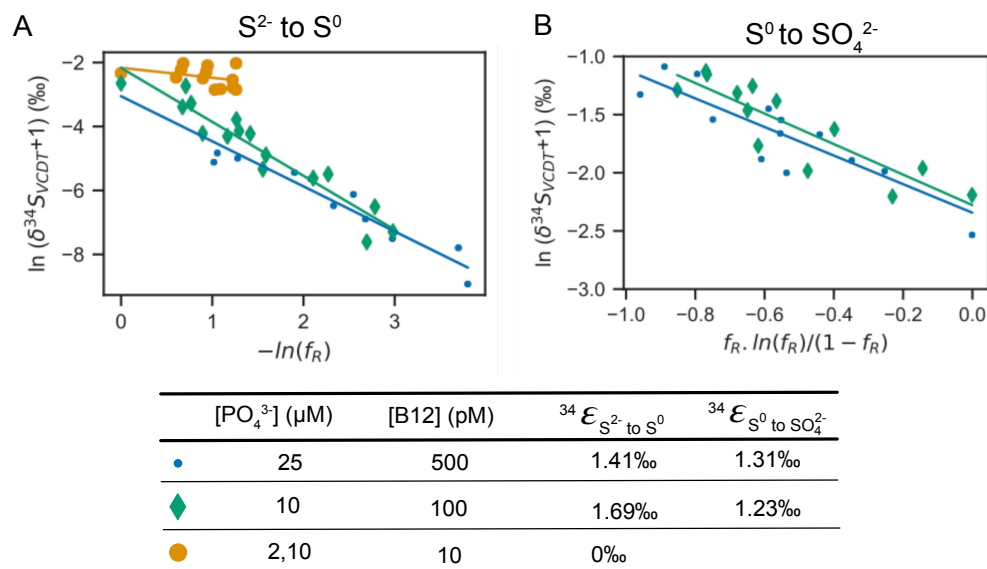 A
S²⁻ to S⁰
ln (δ³⁴S_VCDT+1) (‰)
−2
−4
−6
−8
0
1
2
3
−ln(f_R)
B
S⁰ to SO₄²⁻
ln (δ³⁴S_VCDT+1) (‰)
−1.0
−1.5
−2.0
−2.5
−3.0
−1.0 −0.8 −0.6 −0.4 −0.2 0.0
f_R. ln(f_R)/(1 − f_R)
[PO₄³⁻] (µM) [B12] (pM) ³⁴ℰ S²⁻ to S⁰ ³⁴ℰ S⁰ to SO₄²⁻
25 500 1.41‰ 1.31‰
10 100 1.69‰ 1.23‰
2,10 10 0‰